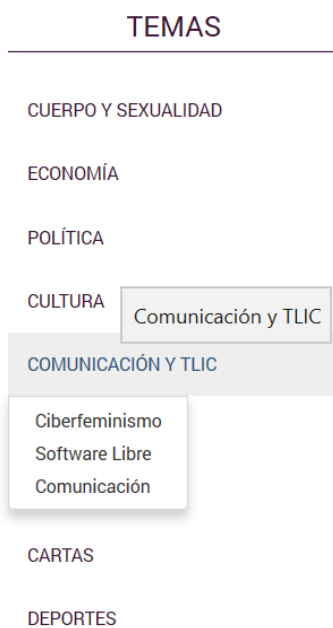 TEMAS
CUERPO Y SEXUALIDAD
ECONOMÍA
POLÍTICA
CULTURA
Comunicación y TLIC
COMUNICACIÓN Y TLIC
Ciberfeminismo
Software Libre
Comunicación
CARTAS
DEPORTES